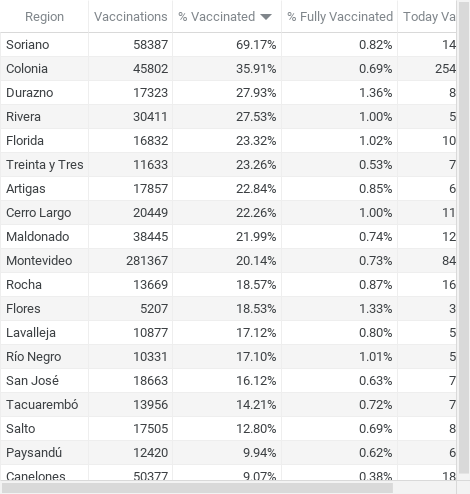 Region Vaccinations % Vaccinated % Fully Vaccinated Today Va
Soriano 58387 69.17% 0.82% 14
Colonia 45802 35.91% 0.69% 254
Durazno 17323 27.93% 1.36% 8
Rivera 30411 27.53% 1.00% 5
Florida 16832 23.32% 1.02% 10
Treinta y Tres 11633 23.26% 0.53% 7
Artigas 17857 22.84% 0.85% 6
Cerro Largo 20449 22.26% 1.00% 11
Maldonado 38445 21.99% 0.74% 12
Montevideo 281367 20.14% 0.73% 84
Rocha 13669 18.57% 0.87% 16
Flores 5207 18.53% 1.33% 3
Lavalleja 10877 17.12% 0.80% 5
Río Negro 10331 17.10% 1.01% 5
San José 18663 16.12% 0.63% 7
Tacuarembó 13956 14.21% 0.72% 7
Salto 17505 12.80% 0.69% 8
Paysandú 12420 9.94% 0.62% 6
Canelones 50377 9.07% 0.38% 18